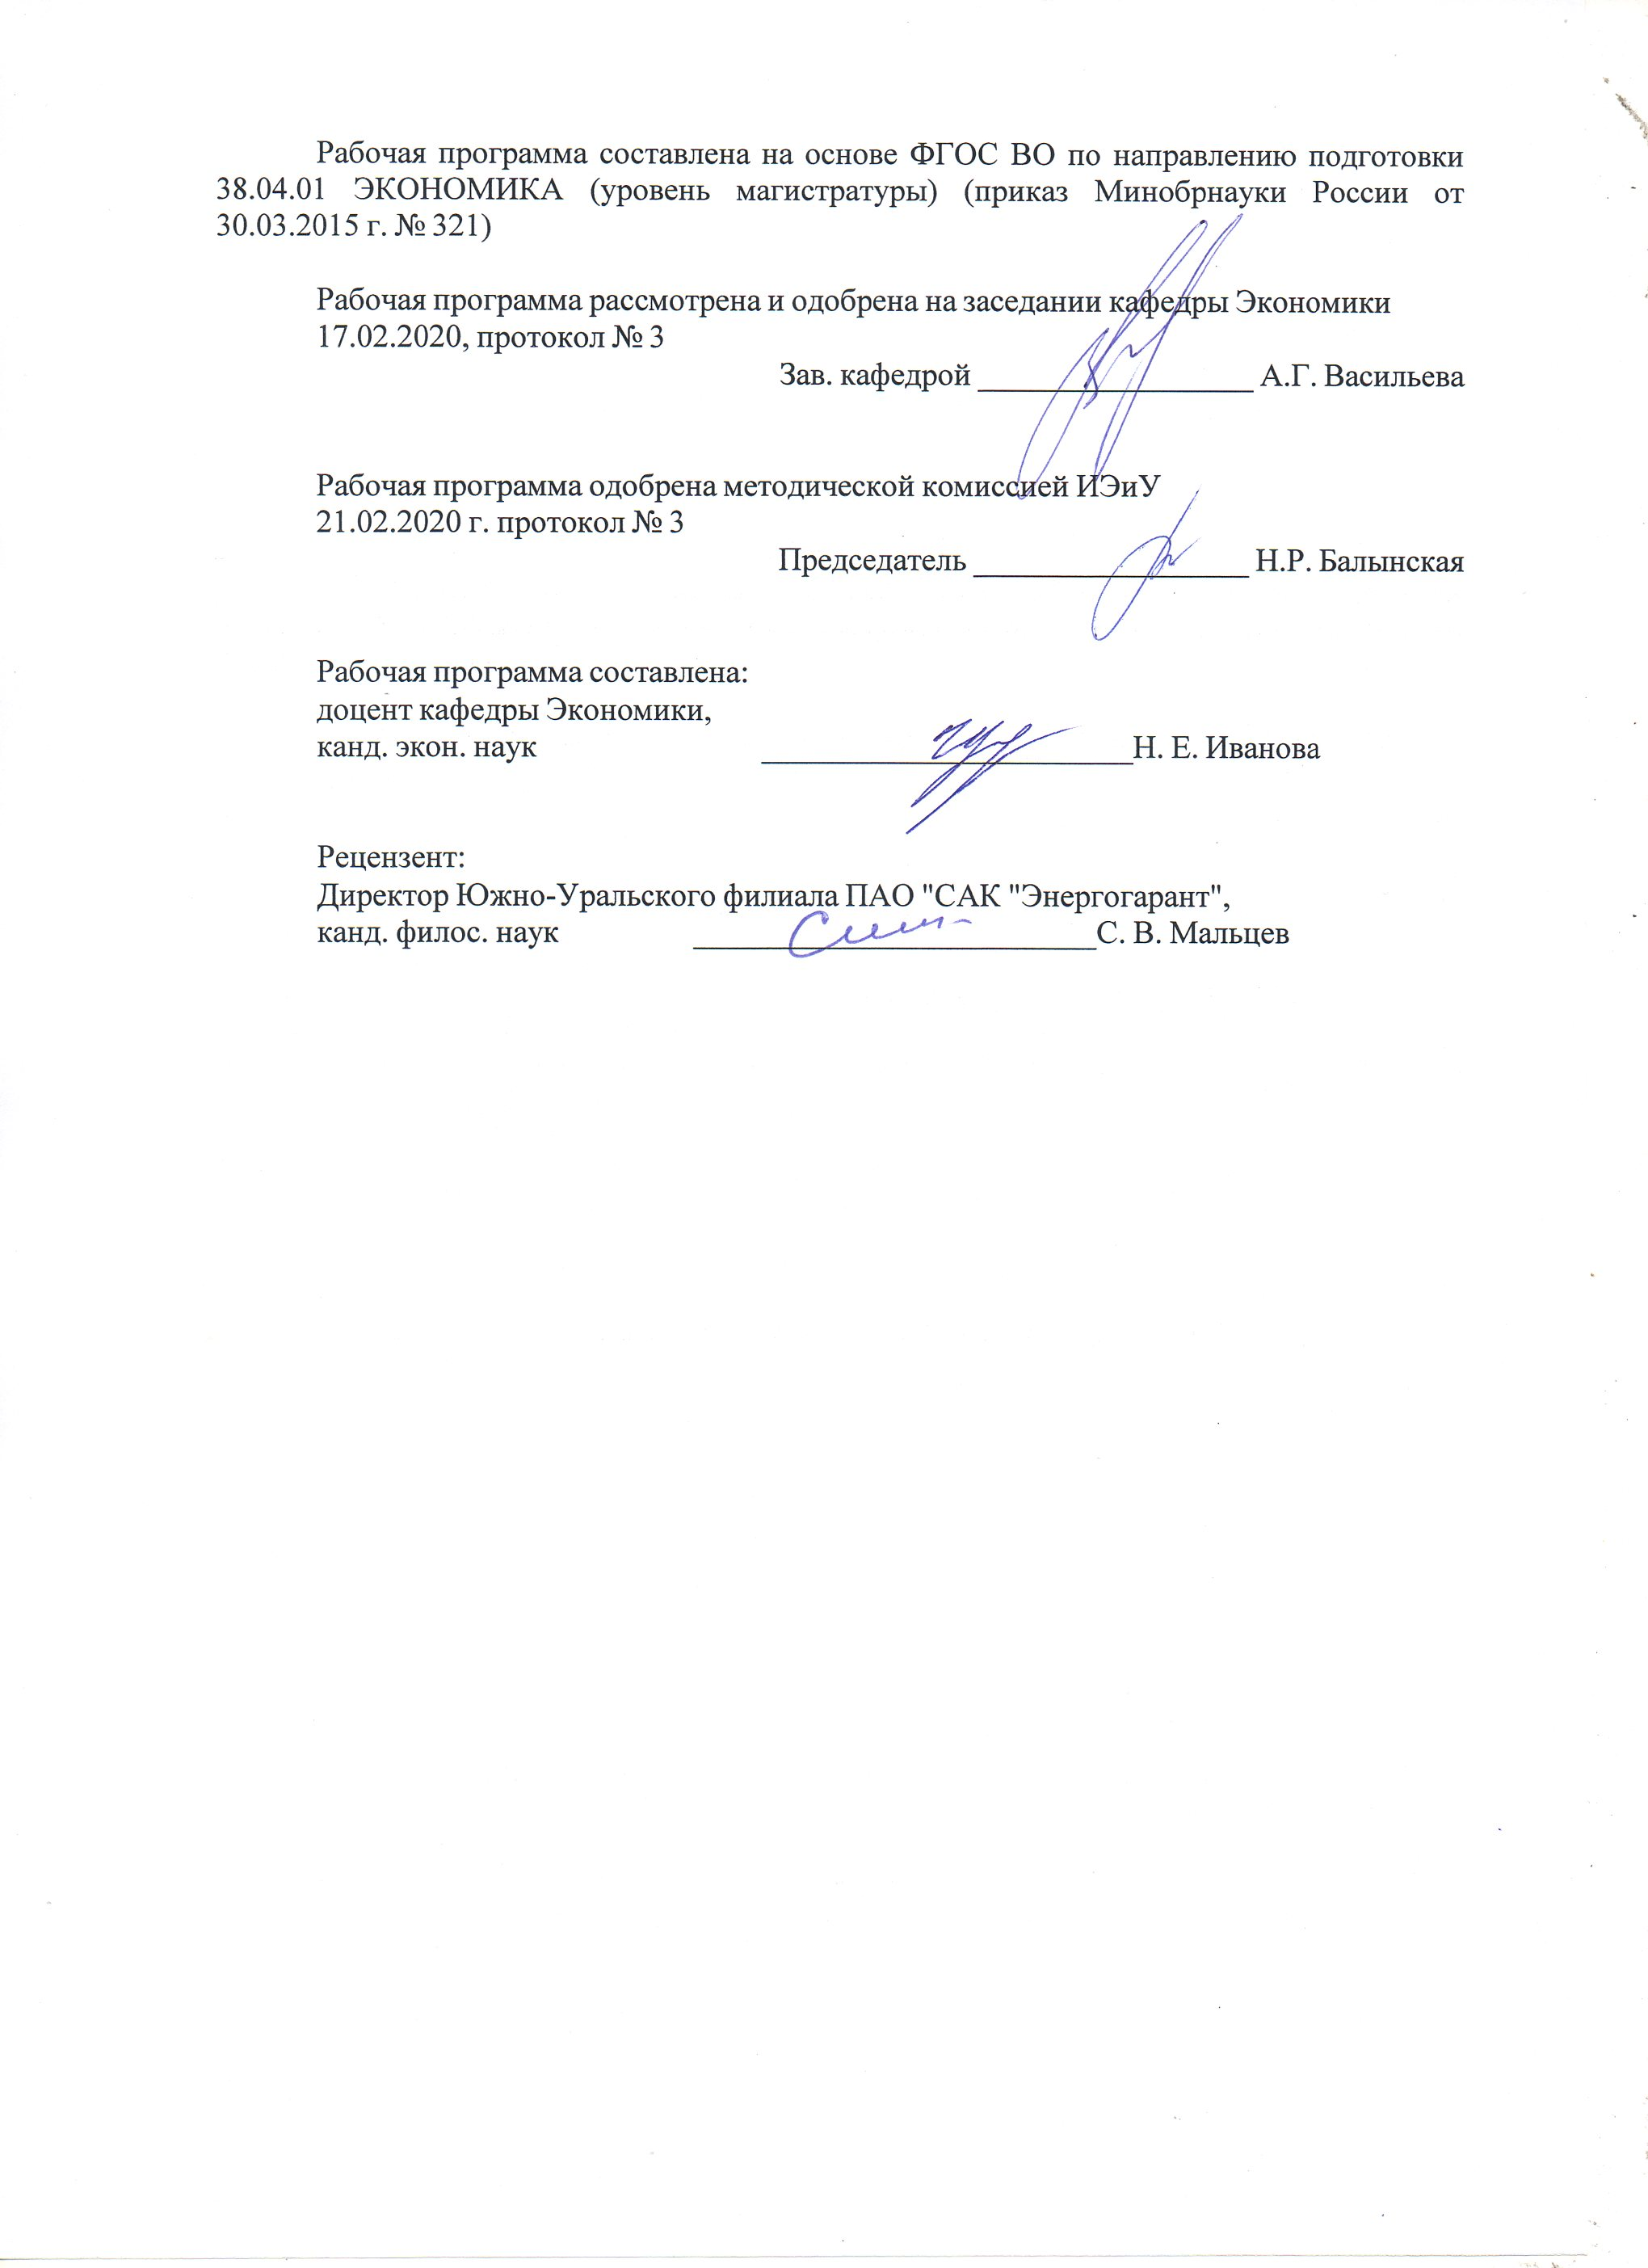 Рабочая программа составлена на основе ФГОС ВО по направлению подготовки
38.04.01 ЭКОНОМИКА (уровень магистратуры) (приказ Минобрнауки России от
30.03.2015 г. № 321)
Рабочая программа рассмотрена и одобрена на заседании кафедры Экономики
17.02.2020, протокол № 3
Зав. кафедрой _________________ А.Г. Васильева
Рабочая программа одобрена методической комиссией ИЭиУ
21.02.2020 г. протокол № 3
Председатель _________________ Н.Р. Балынская
Рабочая программа составлена:
доцент кафедры Экономики,
канд. экон. наук _______________________Н. Е. Иванова
Рецензент:
Директор Южно-Уральского филиала ПАО "САК "Энергогарант",
канд. филос. наук _________________________С. В. Мальцев